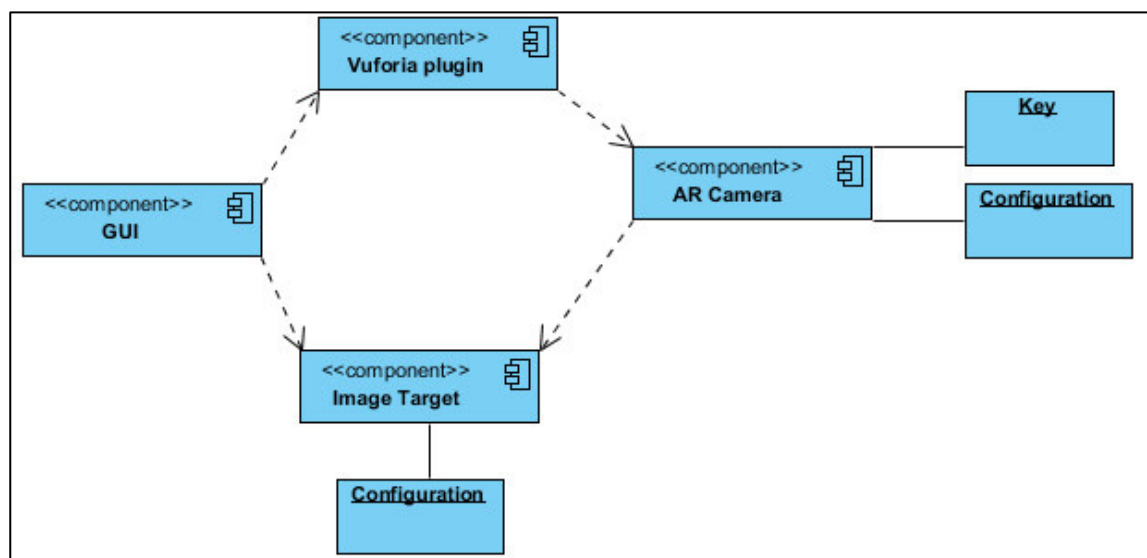 <<component>>
Vuforia plugin
Key
<<component>>
AR Camera
<<component>>
GUI
Configuration
<<component>>
Image Target
Configuration